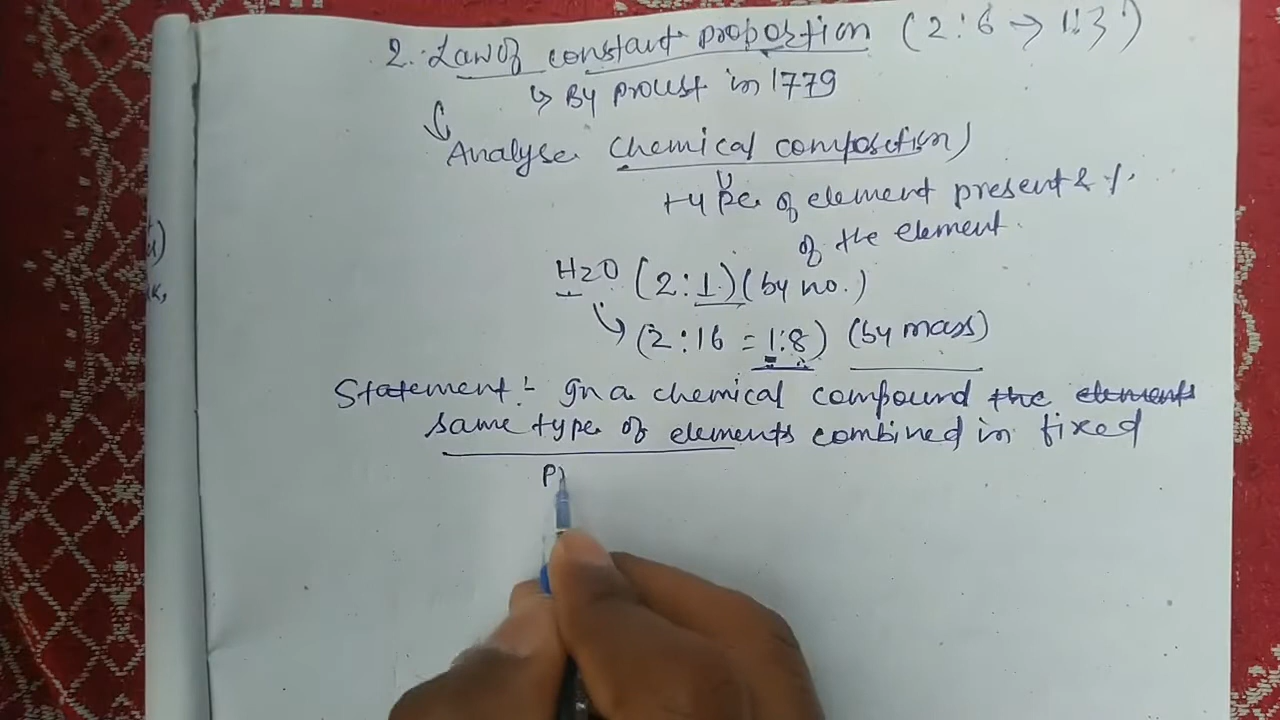 2. Law of constant proportion (2:6 → 1:3)
↳ By proust in 1779
Analyse chemical composition)
type of element present & %
of the element.
H2O (2:1) (by no.)
(2:16 = 1:8) (by mass)
Statement:- In a chemical compound the elements
same type of elements combined in fixed